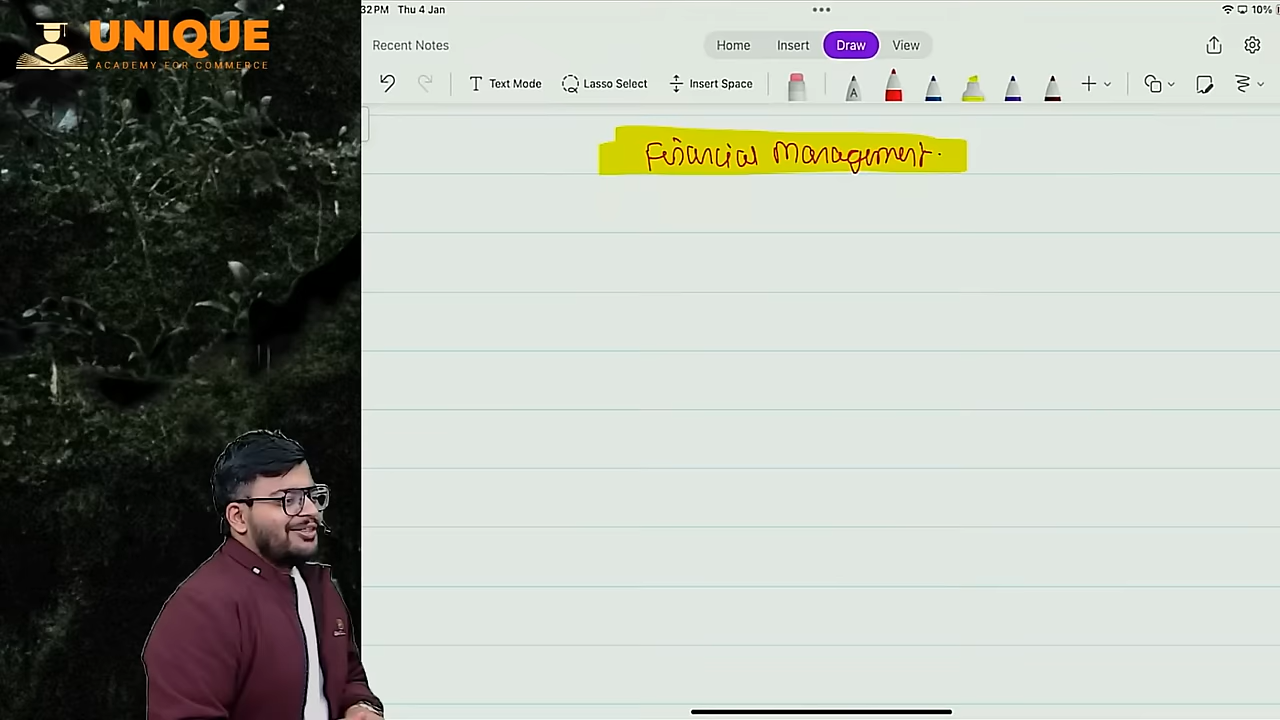 UNIQUE
ACADEMY FOR COMMERCE
32 PM Thu 4 Jan
10%
Recent Notes
Home Insert Draw View
Text Mode Lasso Select Insert Space
A
Financial Management.